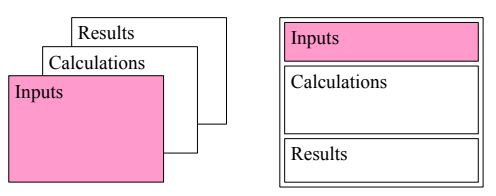 Results
Calculations
Inputs
Inputs
Calculations
Results